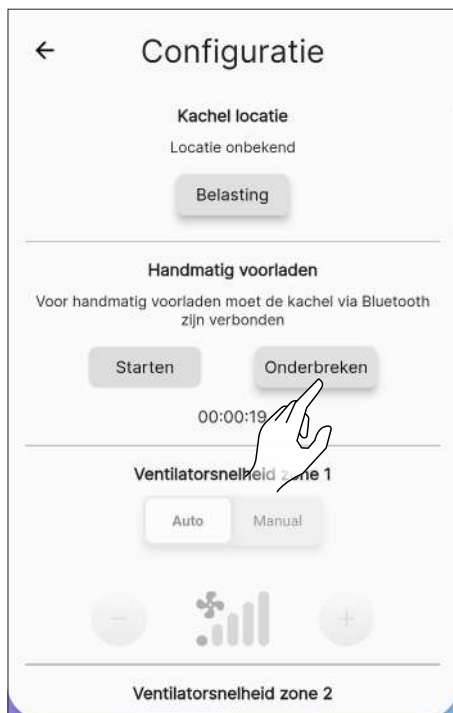 Configuratie
Kachel locatie
Locatie onbekend
Belasting
Handmatig voorladen
Voor handmatig voorladen moet de kachel via Bluetooth
zijn verbonden
Starten Onderbreken
00:00:19
Ventilatorsnelheid zone 1
Auto Manual
Ventilatorsnelheid zone 2